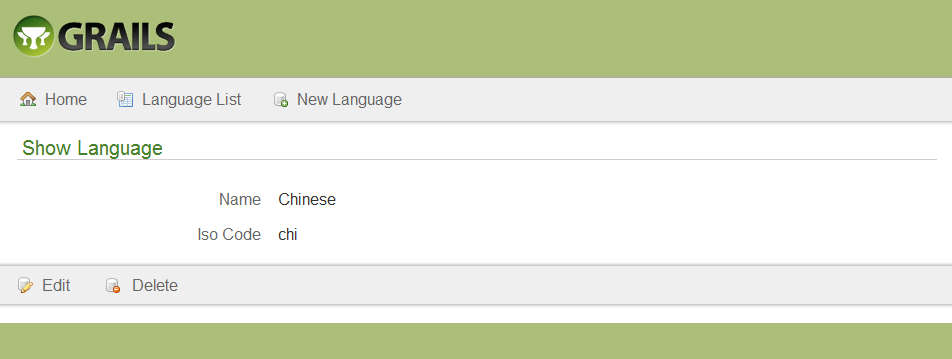 GRAILS
Home Language List New Language
Show Language
Name Chinese
Iso Code chi
Edit Delete